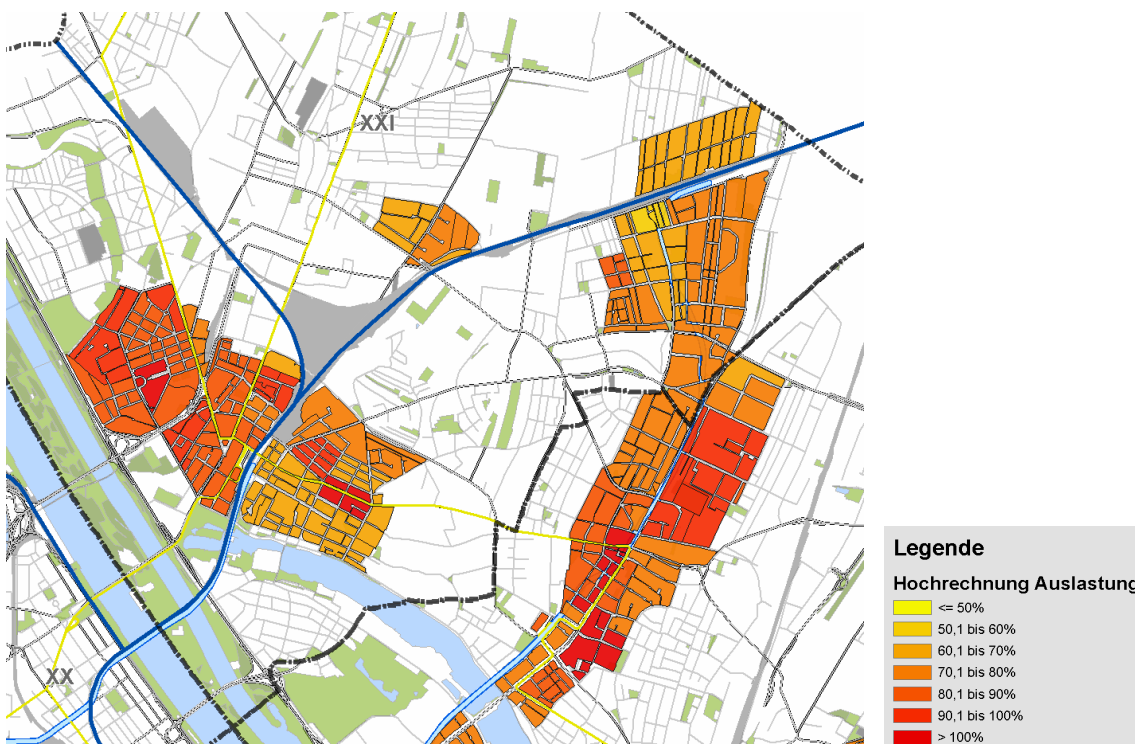 XXI
XX
Legende
Hochrechnung Auslastung
<= 50%
50,1 bis 60%
60,1 bis 70%
70,1 bis 80%
80,1 bis 90%
90,1 bis 100%
> 100%